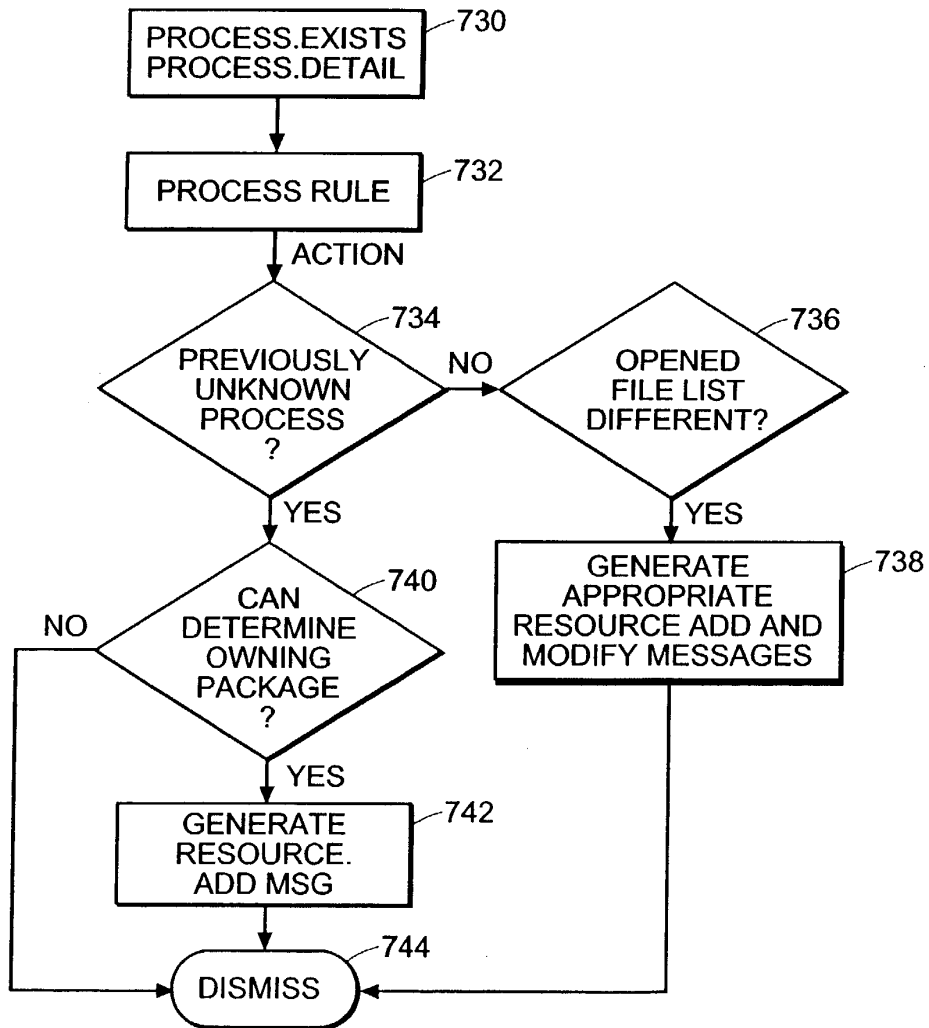 PROCESS.EXISTS
PROCESS.DETAIL
730
PROCESS RULE
732
ACTION
PREVIOUSLY
UNKNOWN
PROCESS
?
734
NO
OPENED
FILE LIST
DIFFERENT?
736
YES
YES
GENERATE
APPROPRIATE
RESOURCE ADD AND
MODIFY MESSAGES
738
CAN
DETERMINE
OWNING
PACKAGE
?
740
NO
YES
GENERATE
RESOURCE.
ADD MSG
742
DISMISS
744